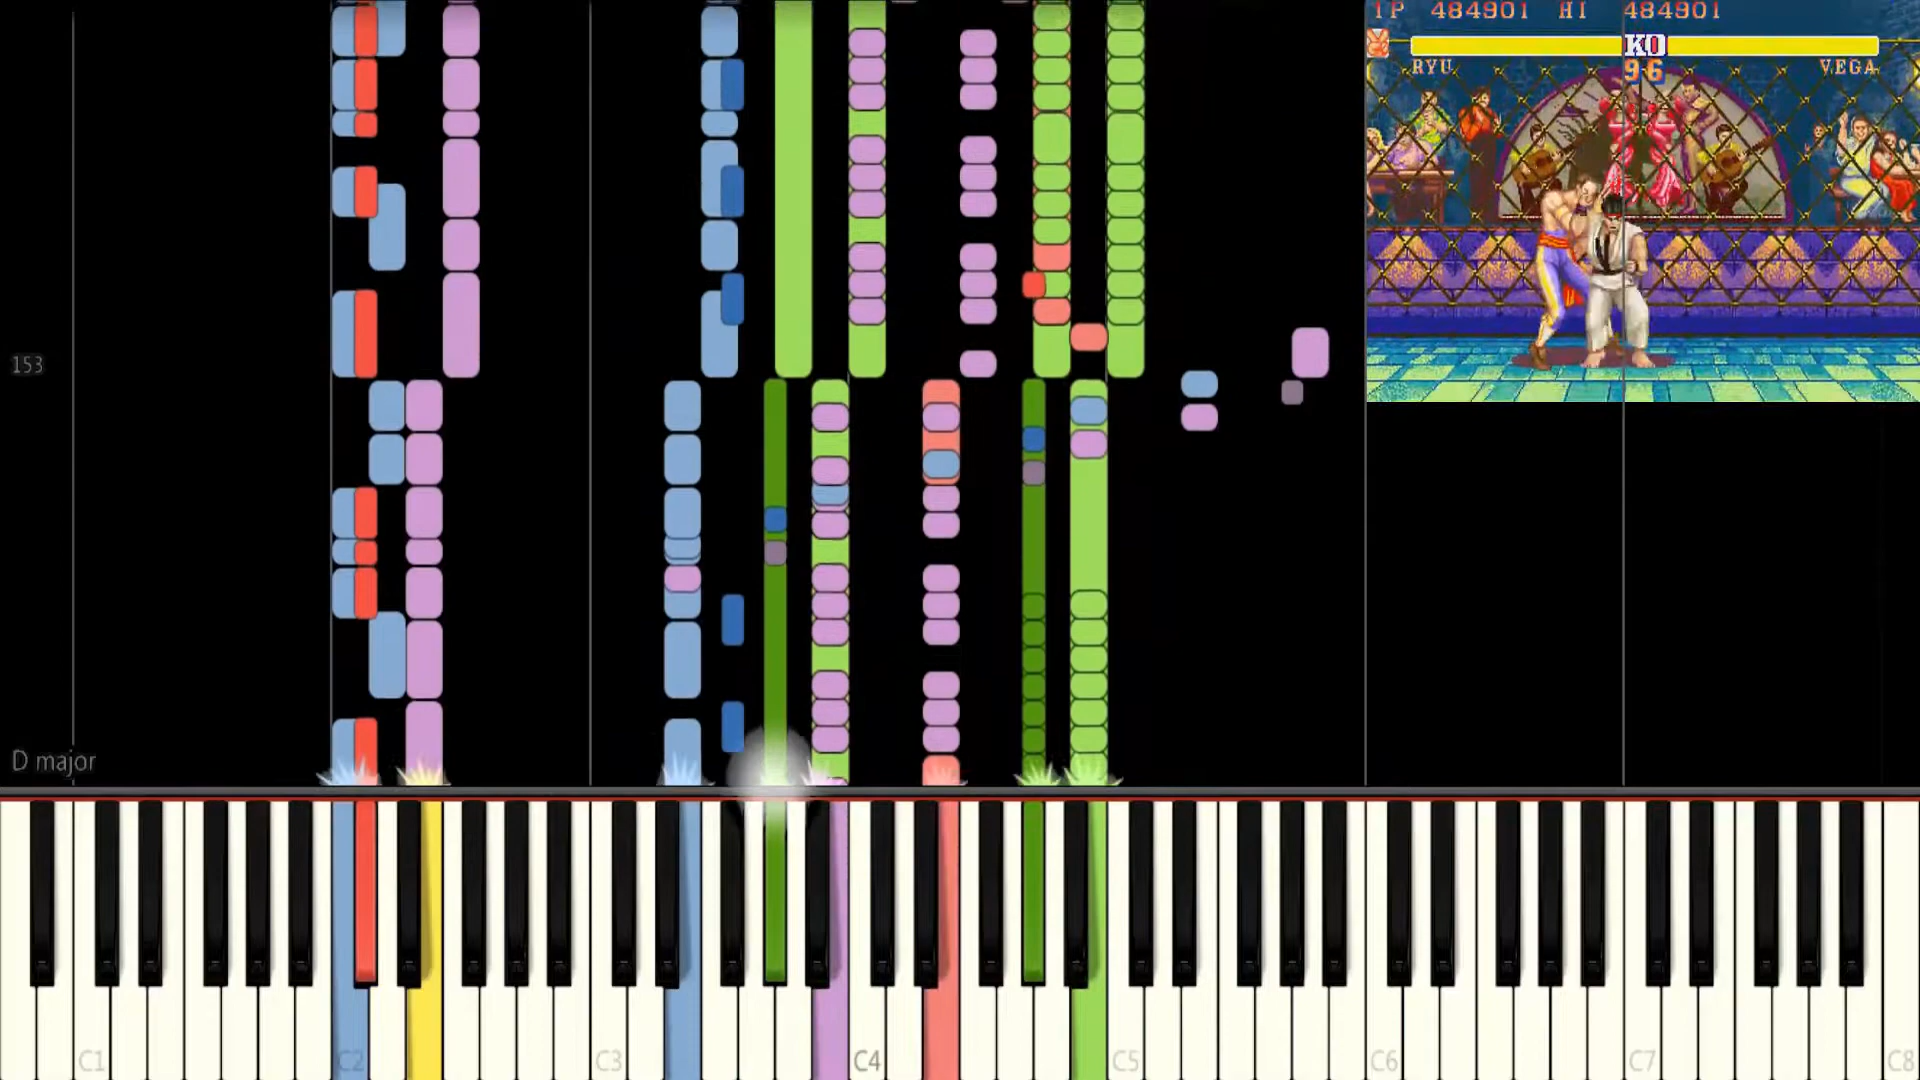 1P 484901 HI 484901
KO
RYU 96 VEGA
153
D major
C1 C2 C3 C4 C5 C6 C7 C8